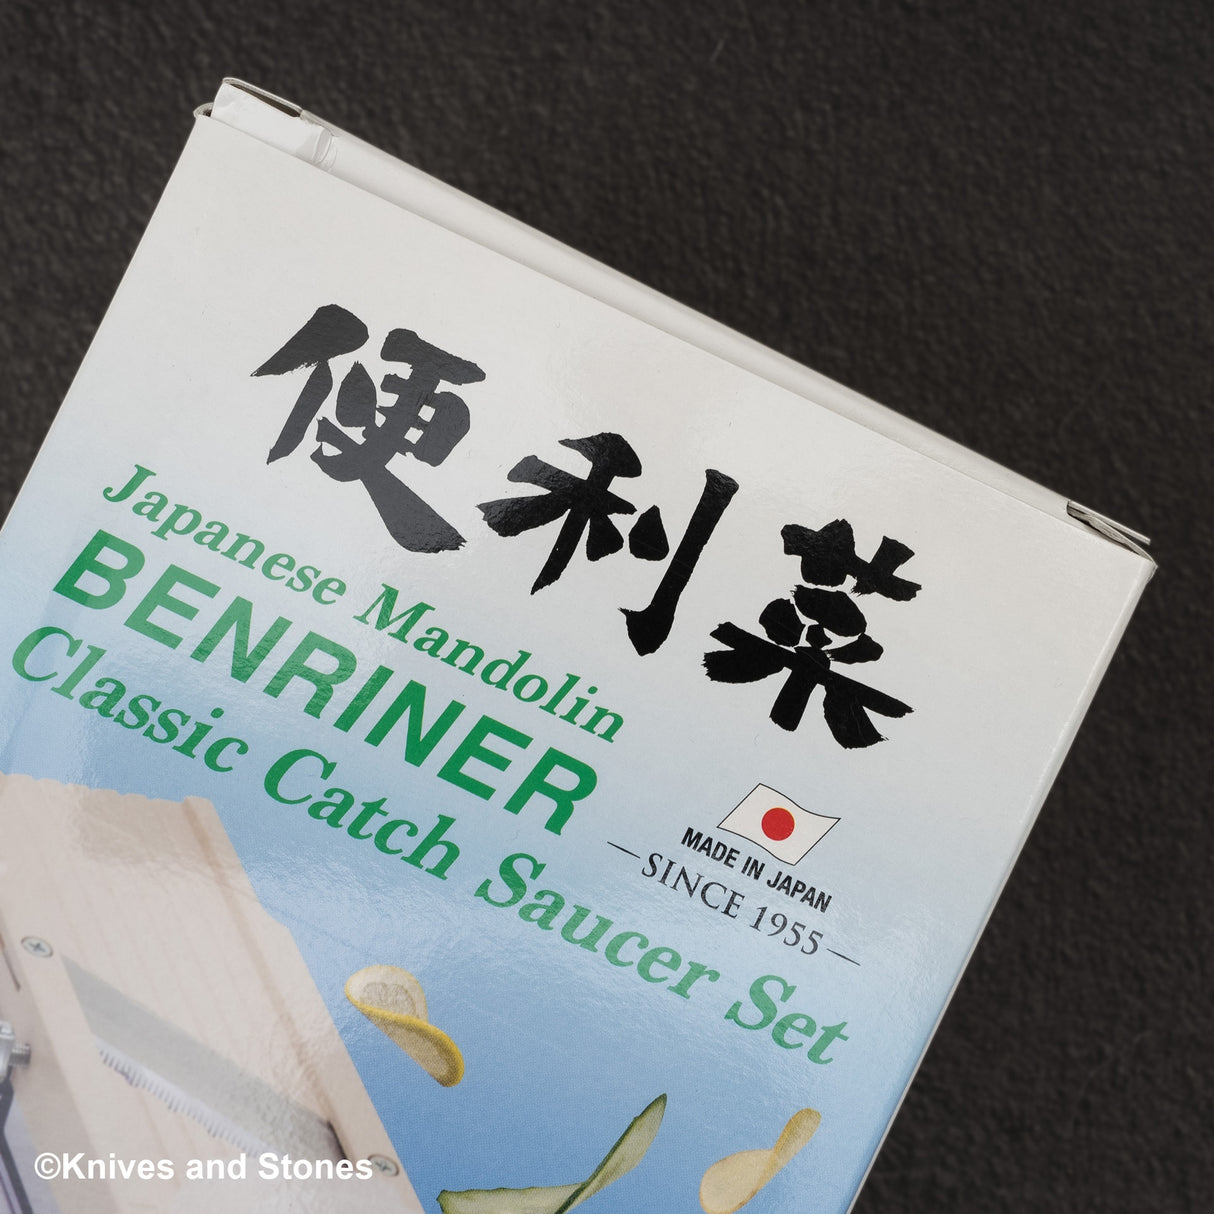 便利菜
Japanese Mandolin
BENRINER
Classic Catch Saucer Set
MADE IN JAPAN
SINCE 1955
©Knives and Stones